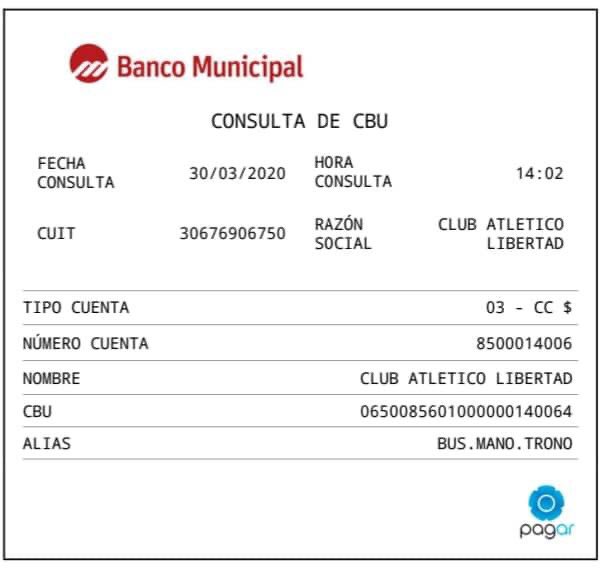 Banco Municipal
CONSULTA DE CBU
FECHA CONSULTA 30/03/2020 HORA CONSULTA 14:02
CUIT 30676906750 RAZÓN SOCIAL CLUB ATLETICO LIBERTAD
TIPO CUENTA 03 - CC $
NÚMERO CUENTA 8500014006
NOMBRE CLUB ATLETICO LIBERTAD
CBU 0650085601000000140064
ALIAS BUS.MANO.TRONO
pagar